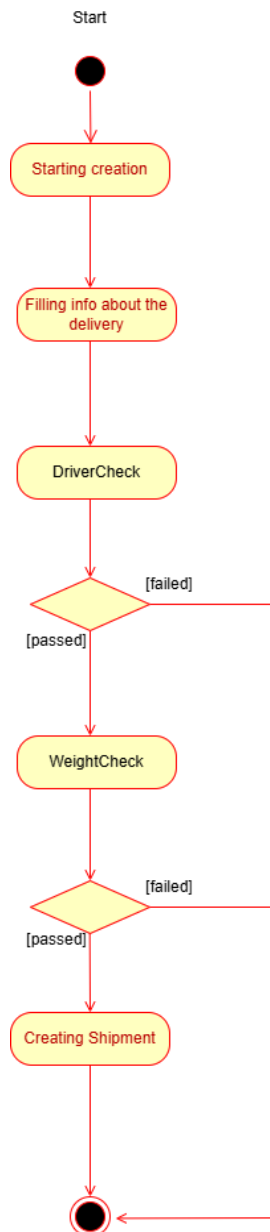 Start
Starting creation
Filling info about the
delivery
DriverCheck
[failed]
[passed]
WeightCheck
[failed]
[passed]
Creating Shipment